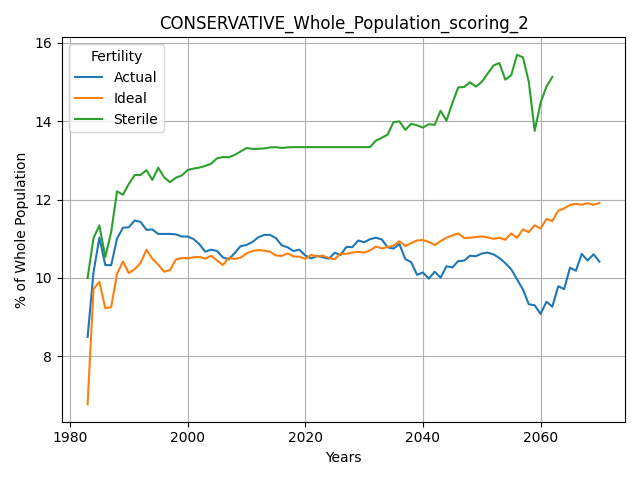 CONSERVATIVE_Whole_Population_scoring_2
Fertility
Actual
Ideal
Sterile
% of Whole Population
16
14
12
10
8
1980
2000
2020
2040
2060
Years